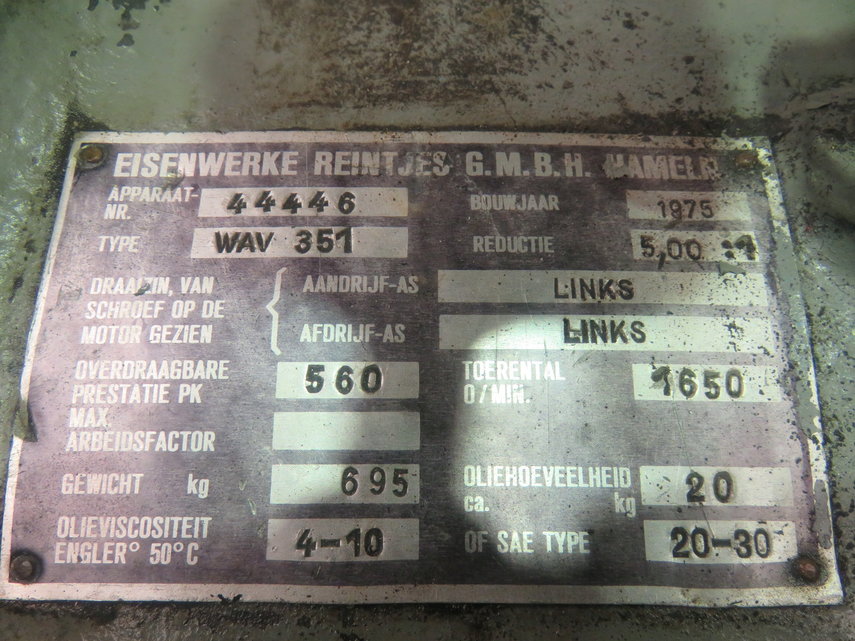 EISENWERKE REINTJES G.M.B.H. HAMELN
APPARAAT-NR. 44446 BOUWJAAR 1975
TYPE WAV 351 REDUCTIE 5,00 :1
DRAAIZIN, VAN SCHROEF OP DE MOTOR GEZIEN
AANDRIJF-AS LINKS
AFDRIJF-AS LINKS
OVERDRAAGBARE PRESTATIE PK 560 TOERENTAL O/MIN. 1650
MAX. ARBEIDSFACTOR
GEWICHT kg 695 OLIEHOEVEELHEID ca. kg 20
OLIEVISCOSITEIT ENGLER° 50°C 4-10 OF SAE TYPE 20-30